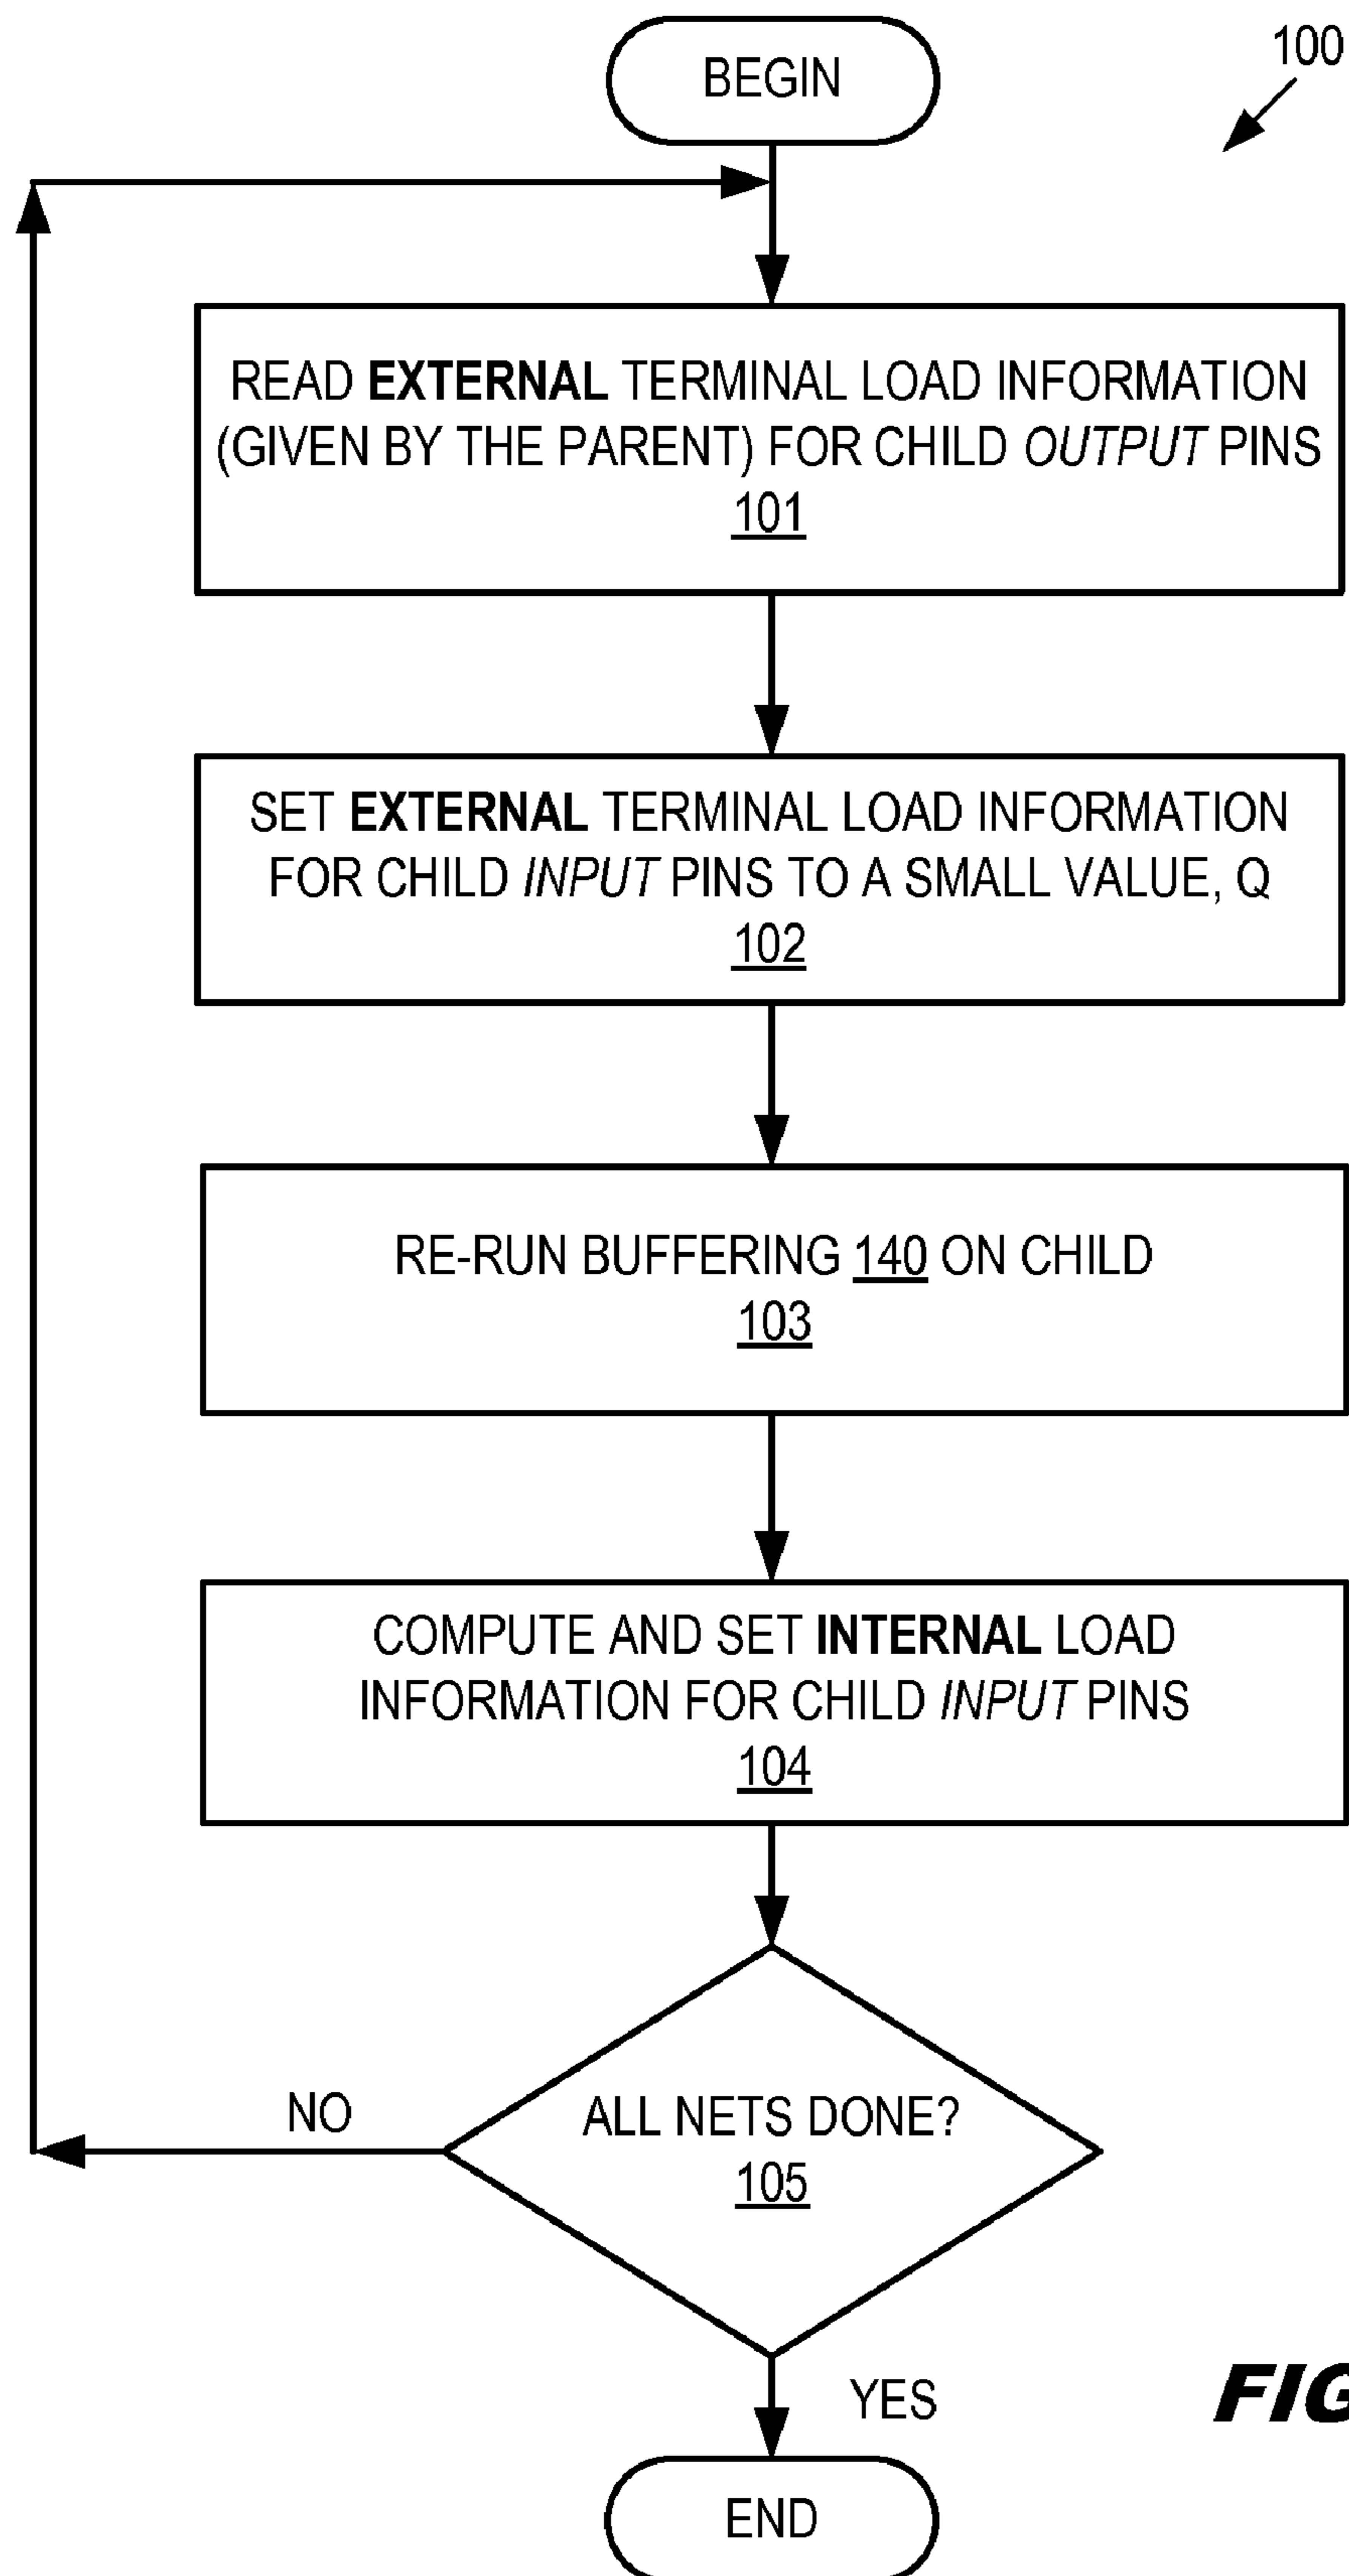 BEGIN
100
READ EXTERNAL TERMINAL LOAD INFORMATION
(GIVEN BY THE PARENT) FOR CHILD OUTPUT PINS
101
SET EXTERNAL TERMINAL LOAD INFORMATION
FOR CHILD INPUT PINS TO A SMALL VALUE, Q
102
RE-RUN BUFFERING 140 ON CHILD
103
COMPUTE AND SET INTERNAL LOAD
INFORMATION FOR CHILD INPUT PINS
104
NO
ALL NETS DONE?
105
YES
END